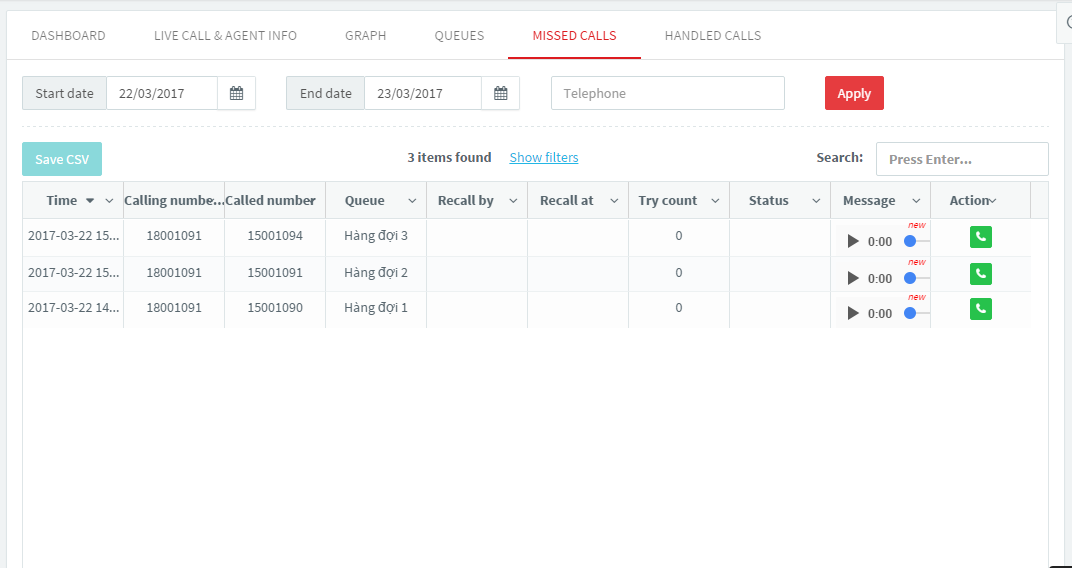 DASHBOARD LIVE CALL & AGENT INFO GRAPH QUEUES MISSED CALLS HANDLED CALLS
Start date 22/03/2017 End date 23/03/2017 Telephone Apply
Save CSV 3 items found Show filters Search: Press Enter...
Time Calling numbe... Called number Queue Recall by Recall at Try count Status Message Action
2017-03-22 15... 18001091 15001094 Hàng đợi 3 0 0:00 new
2017-03-22 15... 18001091 15001091 Hàng đợi 2 0 0:00 new
2017-03-22 14... 18001091 15001090 Hàng đợi 1 0 0:00 new